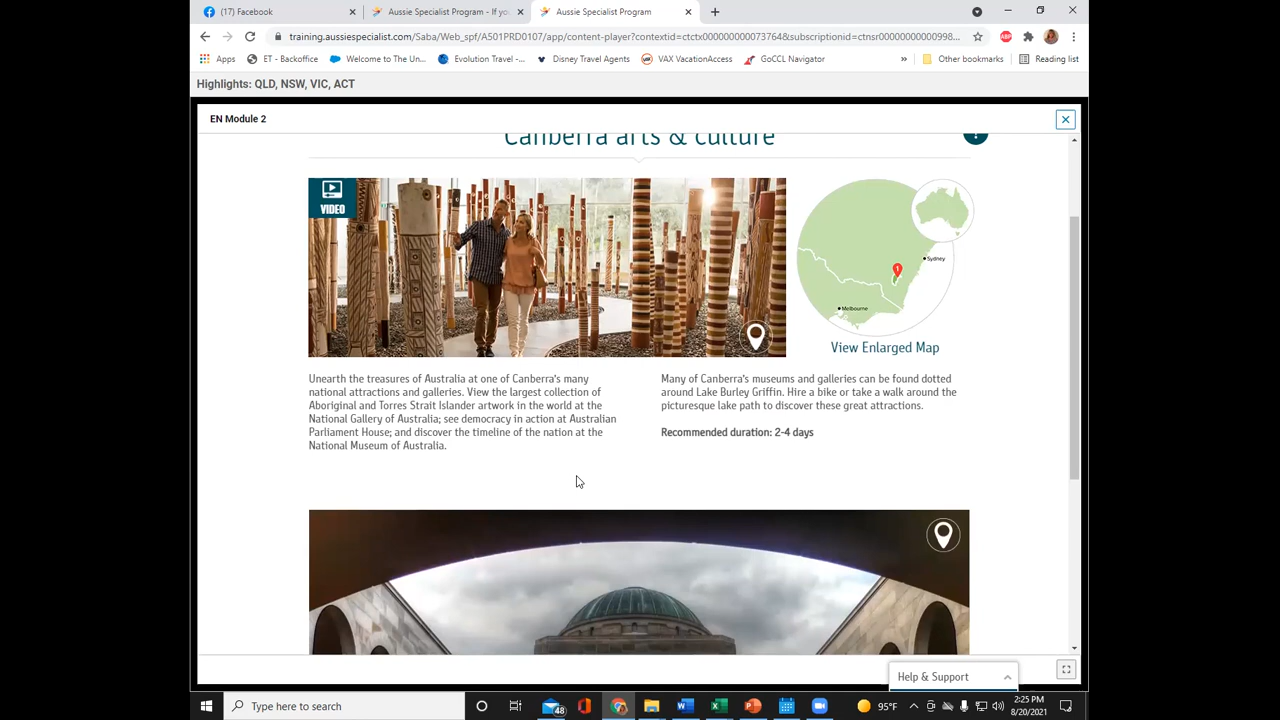 (17) Facebook
Aussie Specialist Program - If yo
Aussie Specialist Program
training.aussiespecialist.com/Saba/Web_spf/A501PRD0107/app/content-player?contextid=ctctx000000000073764&subscriptionid=ctnsr00000000000998...
Apps
ET - Backoffice
Welcome to The Un...
Evolution Travel -...
Disney Travel Agents
VAX VacationAccess
GoCCL Navigator
»
Other bookmarks
Reading list
Highlights: QLD, NSW, VIC, ACT
EN Module 2
Canberra arts & culture
VIDEO
1
Sydney
Melbourne
View Enlarged Map
Unearth the treasures of Australia at one of Canberra's many
national attractions and galleries. View the largest collection of
Aboriginal and Torres Strait Islander artwork in the world at the
National Gallery of Australia; see democracy in action at Australian
Parliament House; and discover the timeline of the nation at the
National Museum of Australia.
Many of Canberra's museums and galleries can be found dotted
around Lake Burley Griffin. Hire a bike or take a walk around the
picturesque lake path to discover these great attractions.
Recommended duration: 2-4 days
Help & Support
Type here to search
48
95°F
2:25 PM
8/20/2021